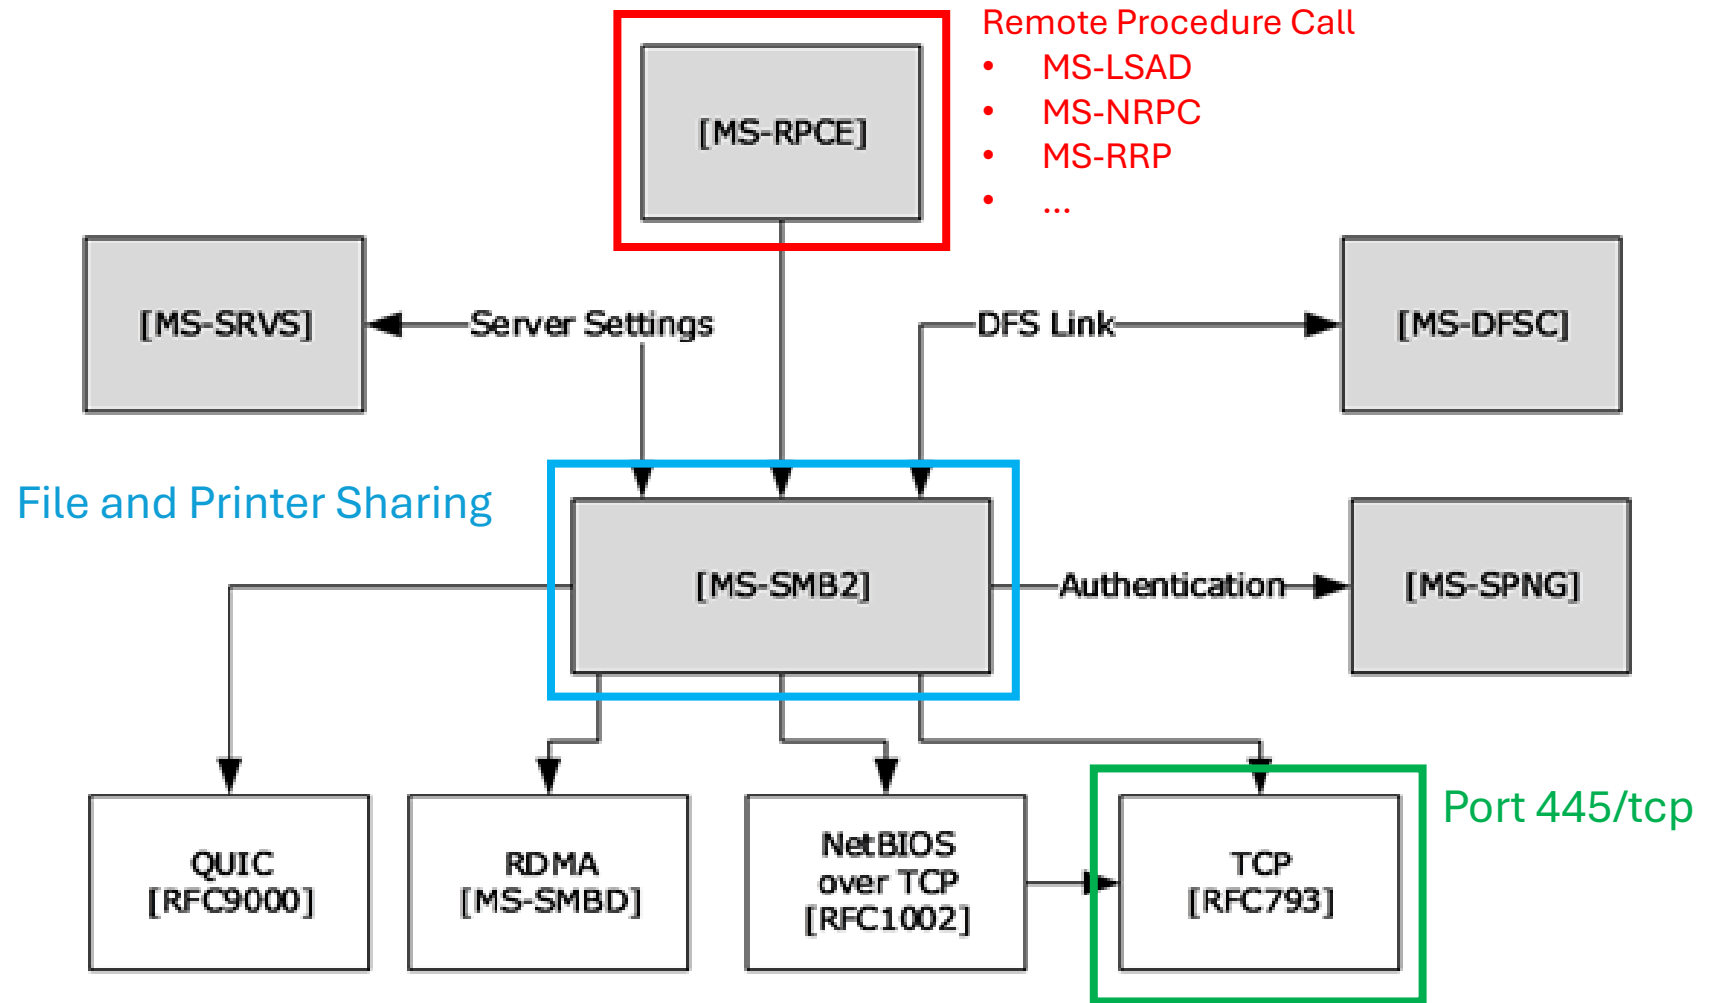 Remote Procedure Call
• MS-LSAD
• MS-NRPC
• MS-RRP
• ...
[MS-RPCE]
[MS-SRVS]
Server Settings
DFS Link
[MS-DFSC]
File and Printer Sharing
[MS-SMB2]
Authentication
[MS-SPNG]
Port 445/tcp
QUIC
[RFC9000]
RDMA
[MS-SMBD]
NetBIOS
over TCP
[RFC1002]
TCP
[RFC793]